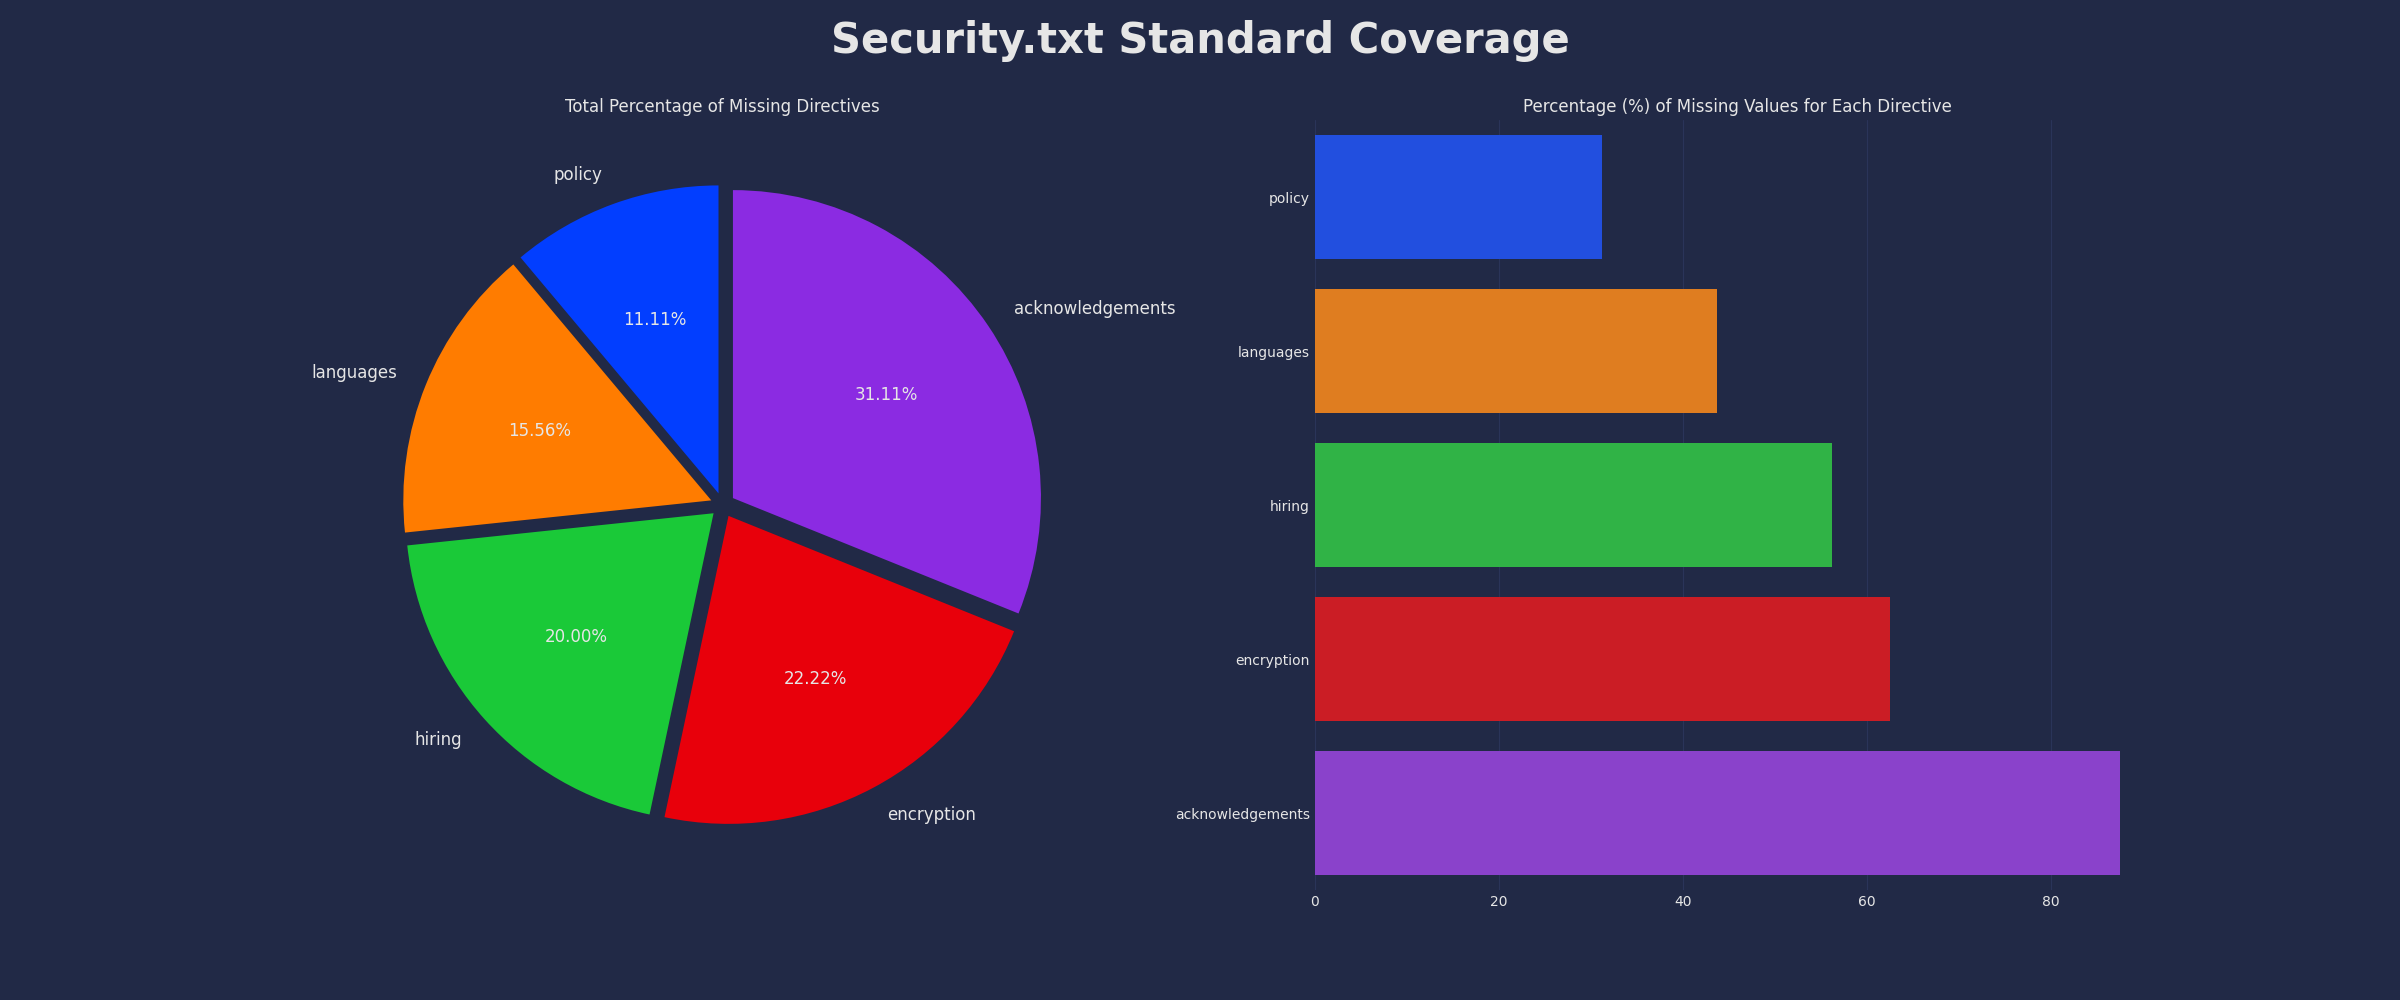 Security.txt Standard Coverage
Total Percentage of Missing Directives
policy
11.11%
acknowledgements
31.11%
languages
15.56%
20.00%
22.22%
hiring
encryption
Percentage (%) of Missing Values for Each Directive
policy
languages
hiring
encryption
acknowledgements
0 20 40 60 80